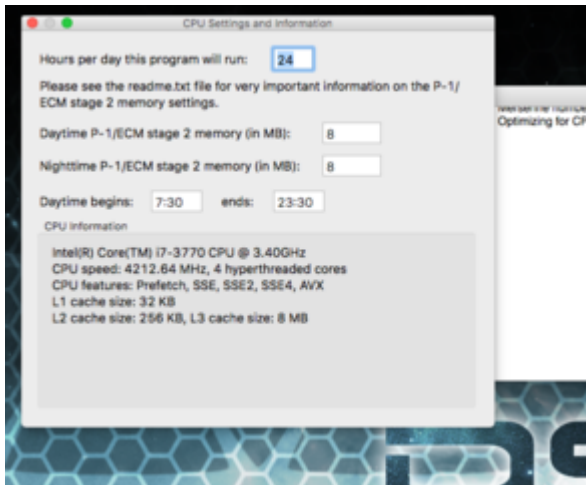 CPU Settings and Information
Hours per day this program will run: 24
Please see the readme.txt file for very important information on the P-1/
ECM stage 2 memory settings.
Daytime P-1/ECM stage 2 memory (in MB): 8
Nighttime P-1/ECM stage 2 memory (in MB): 8
Daytime begins: 7:30 ends: 23:30
CPU Information
Intel(R) Core(TM) i7-3770 CPU @ 3.40GHz
CPU speed: 4212.64 MHz, 4 hyperthreaded cores
CPU features: Prefetch, SSE, SSE2, SSE4, AVX
L1 cache size: 32 KB
L2 cache size: 256 KB, L3 cache size: 8 MB
Optimizing for